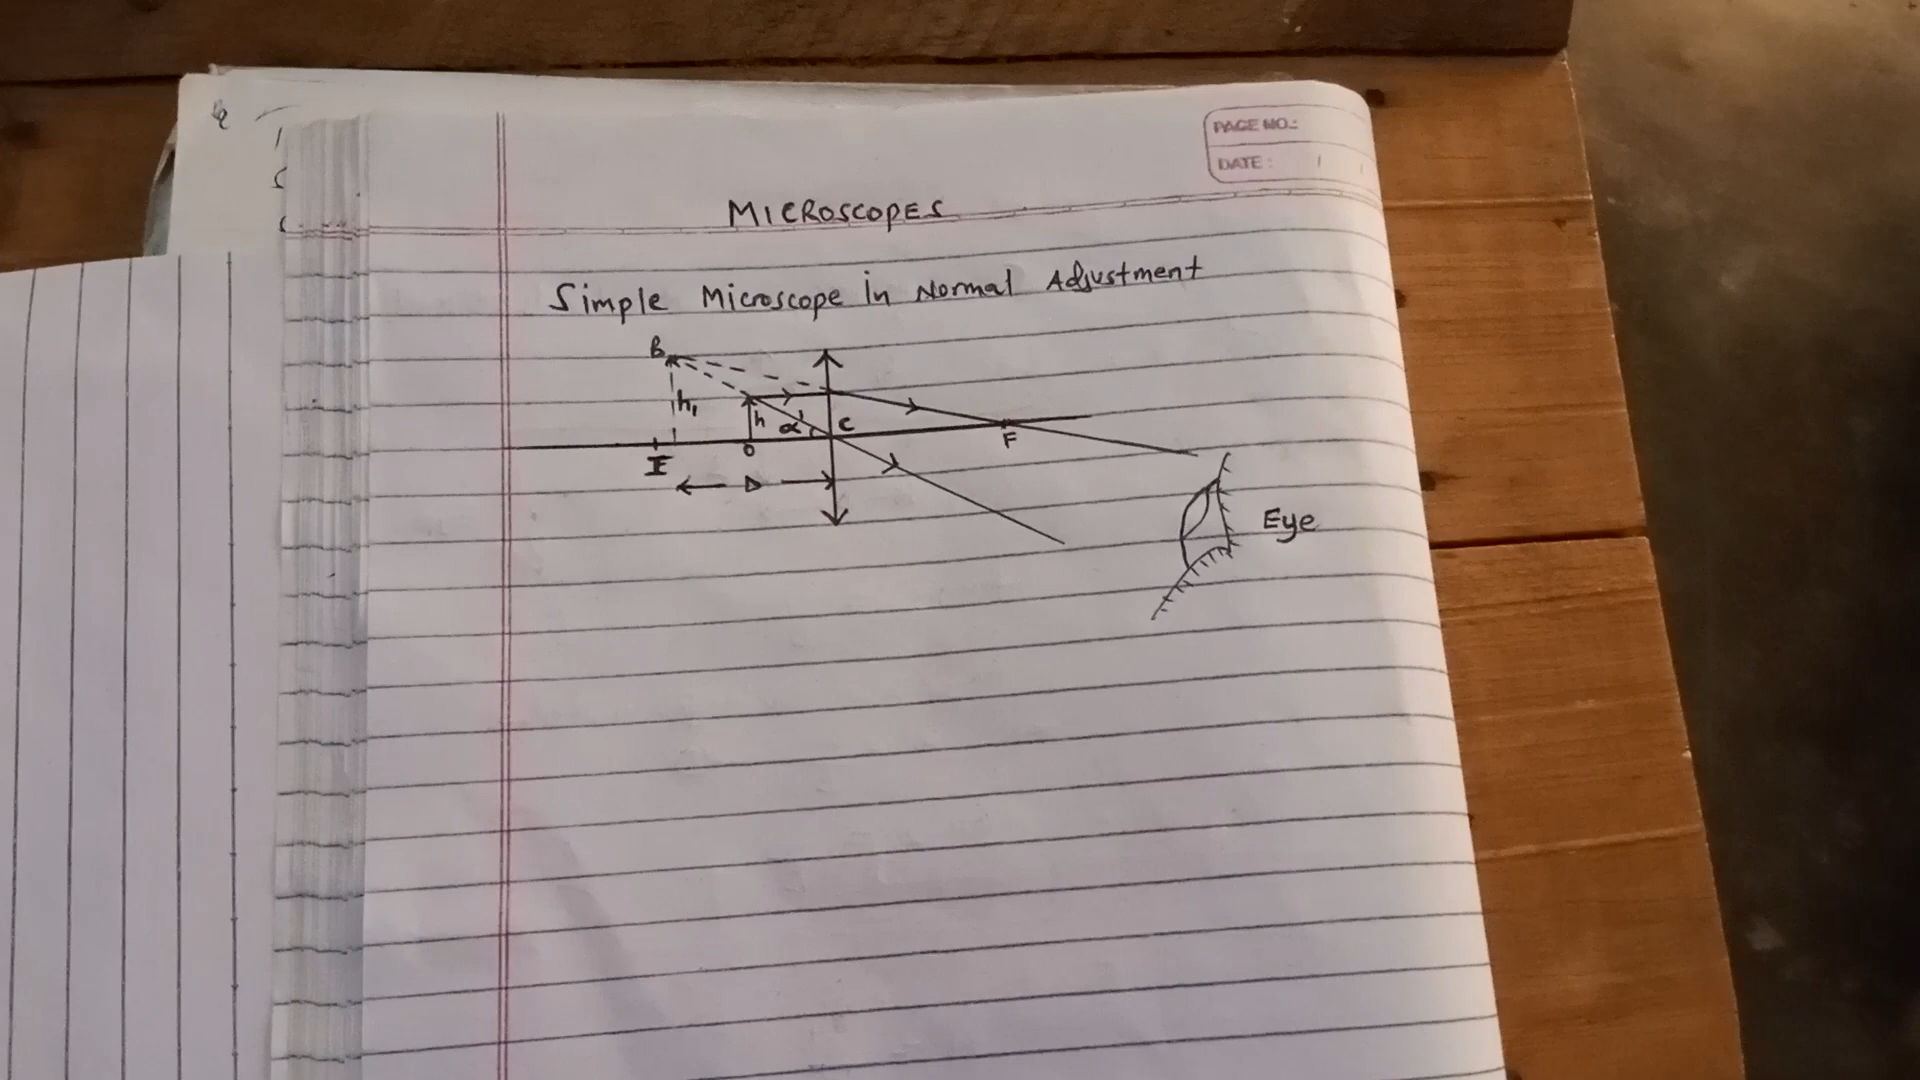 PAGE NO.:
DATE: / /
MICROSCOPES
Simple Microscope in Normal Adjustment
B
h₁
h α' C
I O F
D
Eye